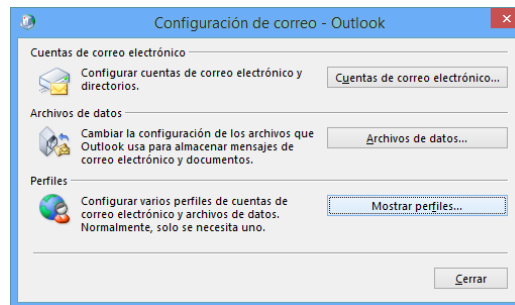 Configuración de correo - Outlook
Cuentas de correo electrónico
Configurar cuentas de correo electrónico y
directorios.
Cuentas de correo electrónico...
Archivos de datos
Cambiar la configuración de los archivos que
Outlook usa para almacenar mensajes de
correo electrónico y documentos.
Archivos de datos...
Perfiles
Configurar varios perfiles de cuentas de
correo electrónico y archivos de datos.
Normalmente, solo se necesita uno.
Mostrar perfiles...
Cerrar